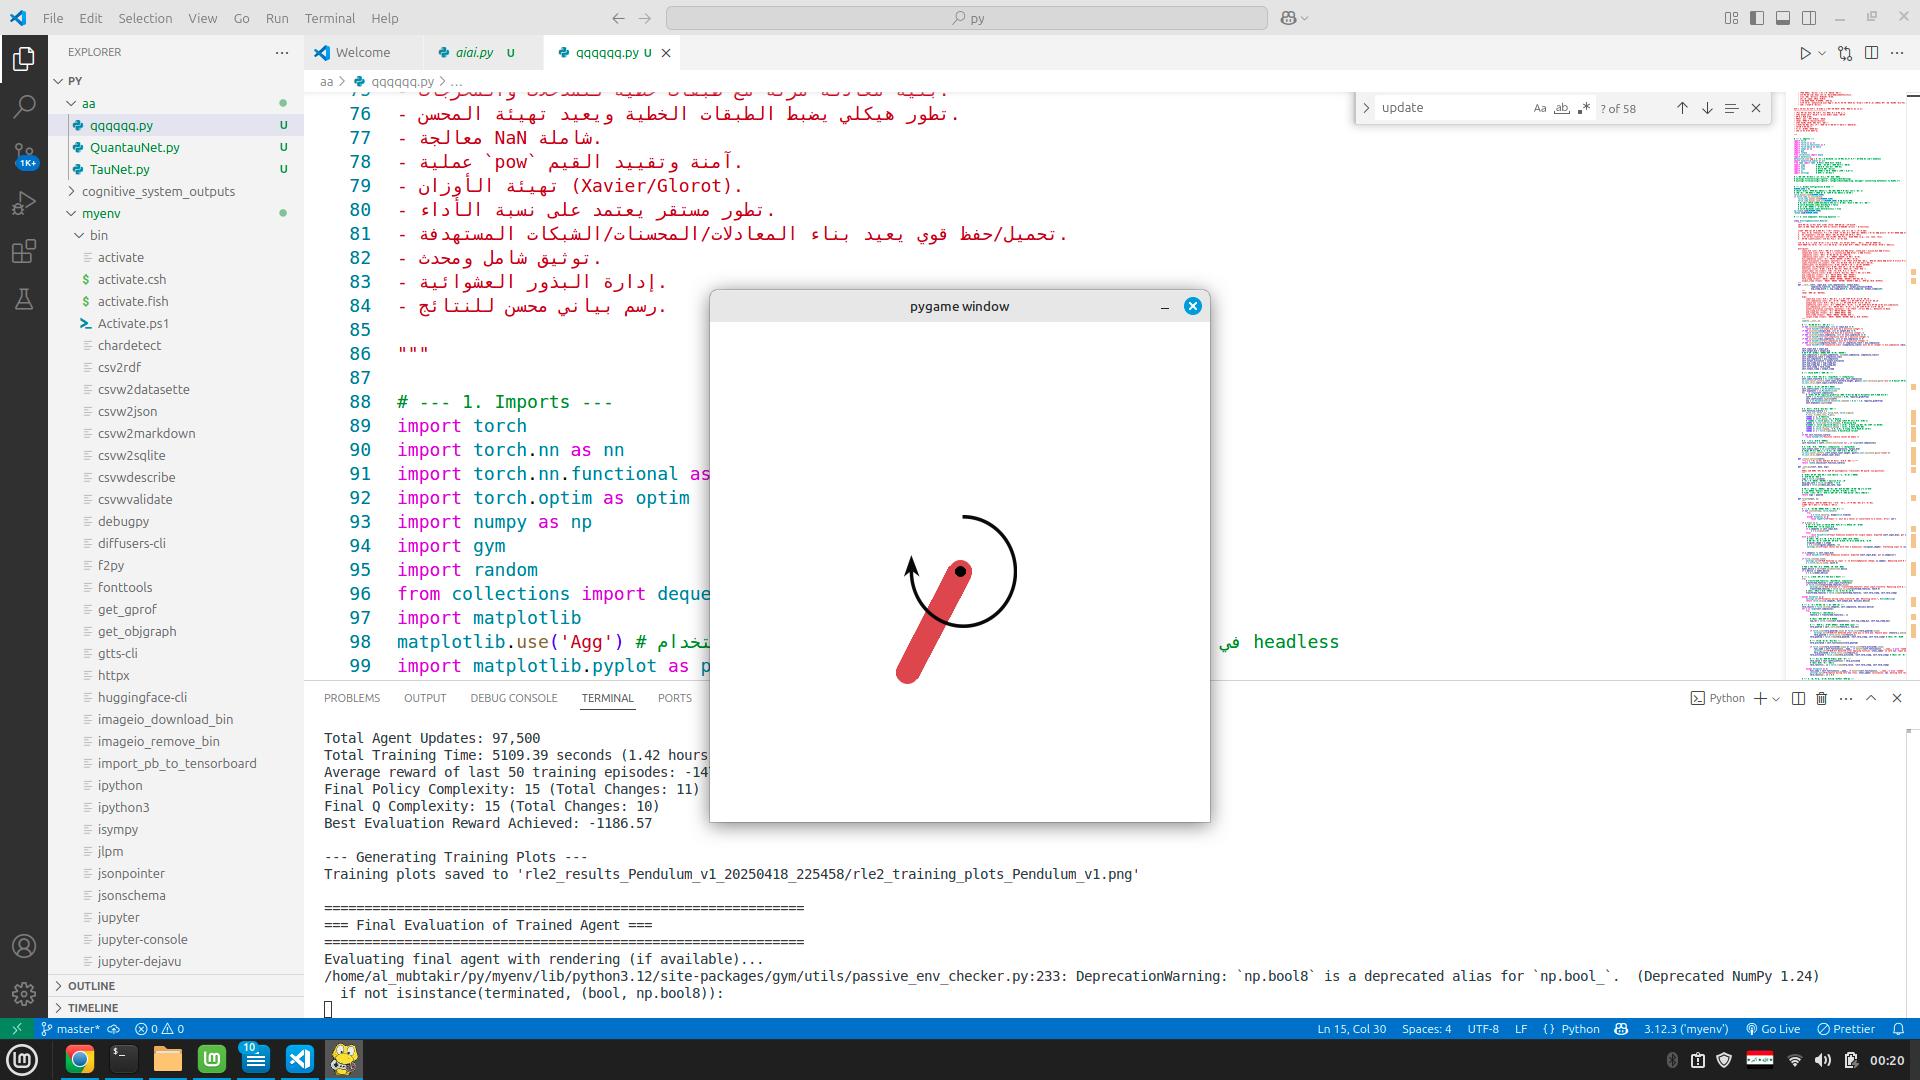 File Edit Selection View Go Run Terminal Help
py
EXPLORER
PY
aa
qqqqqq.py U
QuantauNet.py U
TauNet.py U
cognitive_system_outputs
myenv
bin
activate
$ activate.csh
$ activate.fish
Activate.ps1
chardetect
csv2rdf
csvw2datasette
csvw2json
csvw2markdown
csvw2sqlite
csvwdescribe
csvwvalidate
debugpy
diffusers-cli
f2py
fonttools
get_gprof
get_objgraph
gtts-cli
httpx
huggingface-cli
imageio_download_bin
imageio_remove_bin
import_pb_to_tensorboard
ipython
ipython3
isympy
jlpm
jsonpointer
jsonschema
jupyter
jupyter-console
jupyter-dejavu
OUTLINE
TIMELINE
1K+
Welcome
aiai.py U
qqqqqq.py U
aa > qqqqqq.py > ...
update
Aa ab
? of 58
76 - تطور هيكلي يضبط الطبقات الخطية ويعيد تهيئة المحسن.
77 - معالجة NaN شاملة.
78 - عملية `pow` آمنة وتقييد القيم.
79 - تهيئة الأوزان (Xavier/Glorot).
80 - تطور مستقر يعتمد على نسبة الأداء.
81 - تحميل/حفظ قوي يعيد بناء المعادلات/المحسنات/الشبكات المستهدفة.
82 - توثيق شامل ومحدث.
83 - إدارة البذور العشوائية.
84 - رسم بياني محسن للنتائج.
85
86 """
87
88 # --- 1. Imports ---
89 import torch
90 import torch.nn as nn
91 import torch.nn.functional as
92 import torch.optim as optim
93 import numpy as np
94 import gym
95 import random
96 from collections import deque
97 import matplotlib
98 matplotlib.use('Agg') # في headless
99 import matplotlib.pyplot as p
pygame window
PROBLEMS OUTPUT DEBUG CONSOLE TERMINAL PORTS
Python
Total Agent Updates: 97,500
Total Training Time: 5109.39 seconds (1.42 hours
Average reward of last 50 training episodes: -14
Final Policy Complexity: 15 (Total Changes: 11)
Final Q Complexity: 15 (Total Changes: 10)
Best Evaluation Reward Achieved: -1186.57
--- Generating Training Plots ---
Training plots saved to 'rle2_results_Pendulum_v1_20250418_225458/rle2_training_plots_Pendulum_v1.png'
============================================================
=== Final Evaluation of Trained Agent ===
============================================================
Evaluating final agent with rendering (if available)...
/home/al_mubtakir/py/myenv/lib/python3.12/site-packages/gym/utils/passive_env_checker.py:233: DeprecationWarning: `np.bool8` is a deprecated alias for `np.bool_`. (Deprecated NumPy 1.24)
if not isinstance(terminated, (bool, np.bool8)):
master* 0 0
Ln 15, Col 30 Spaces: 4 UTF-8 LF { } Python 3.12.3 ('myenv') Go Live Prettier
10
00:20